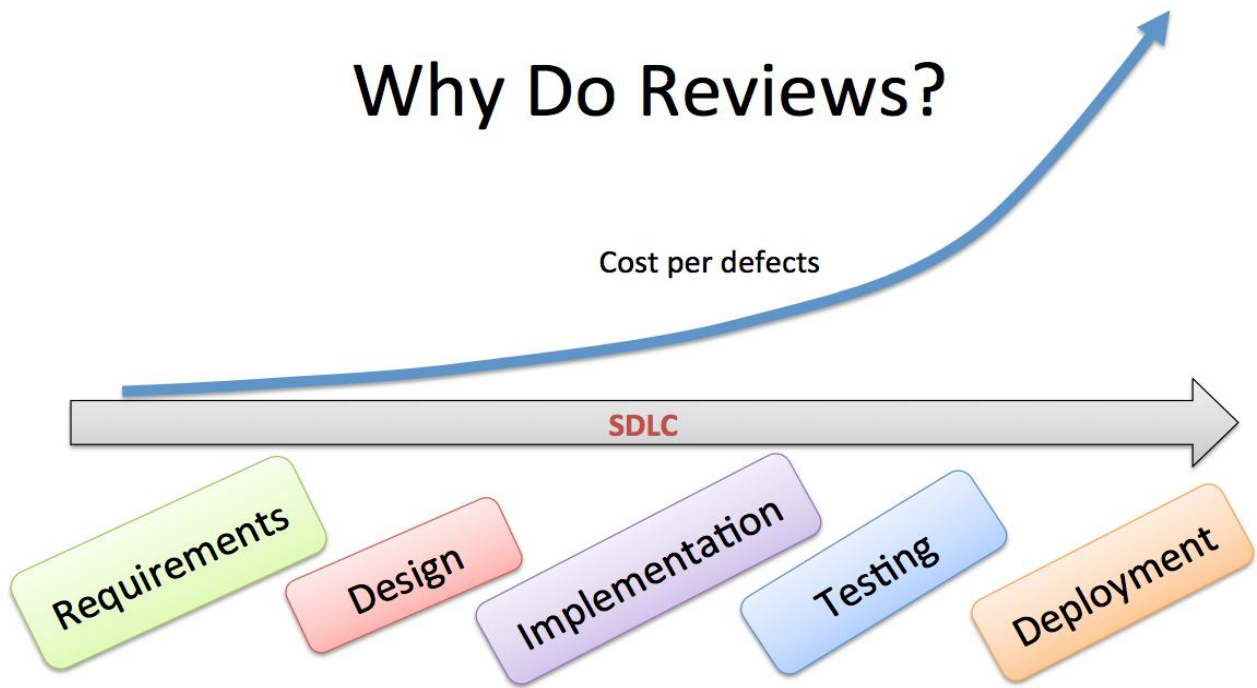 Why Do Reviews?
Cost per defects
SDLC
Requirements
Design
Implementation
Testing
Deployment